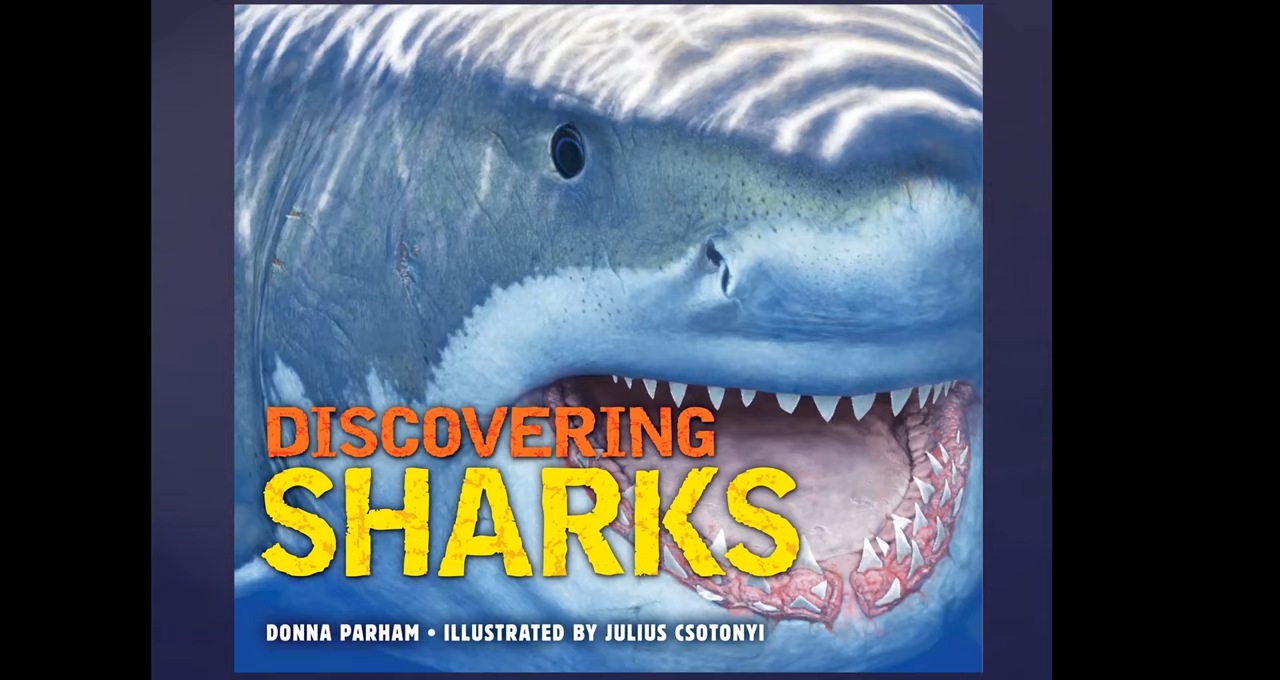 DISCOVERING
SHARKS
DONNA PARHAM • ILLUSTRATED BY JULIUS CSOTONYI